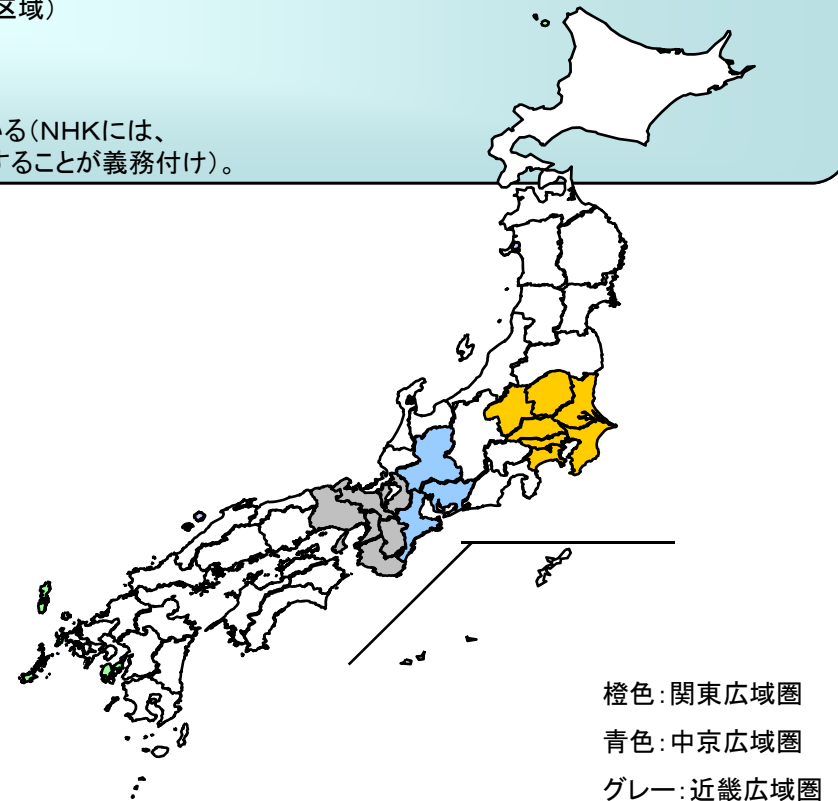 区域)
いる(NHKには、
することが義務付け)。
橙色:関東広域圏
青色:中京広域圏
グレー:近畿広域圏